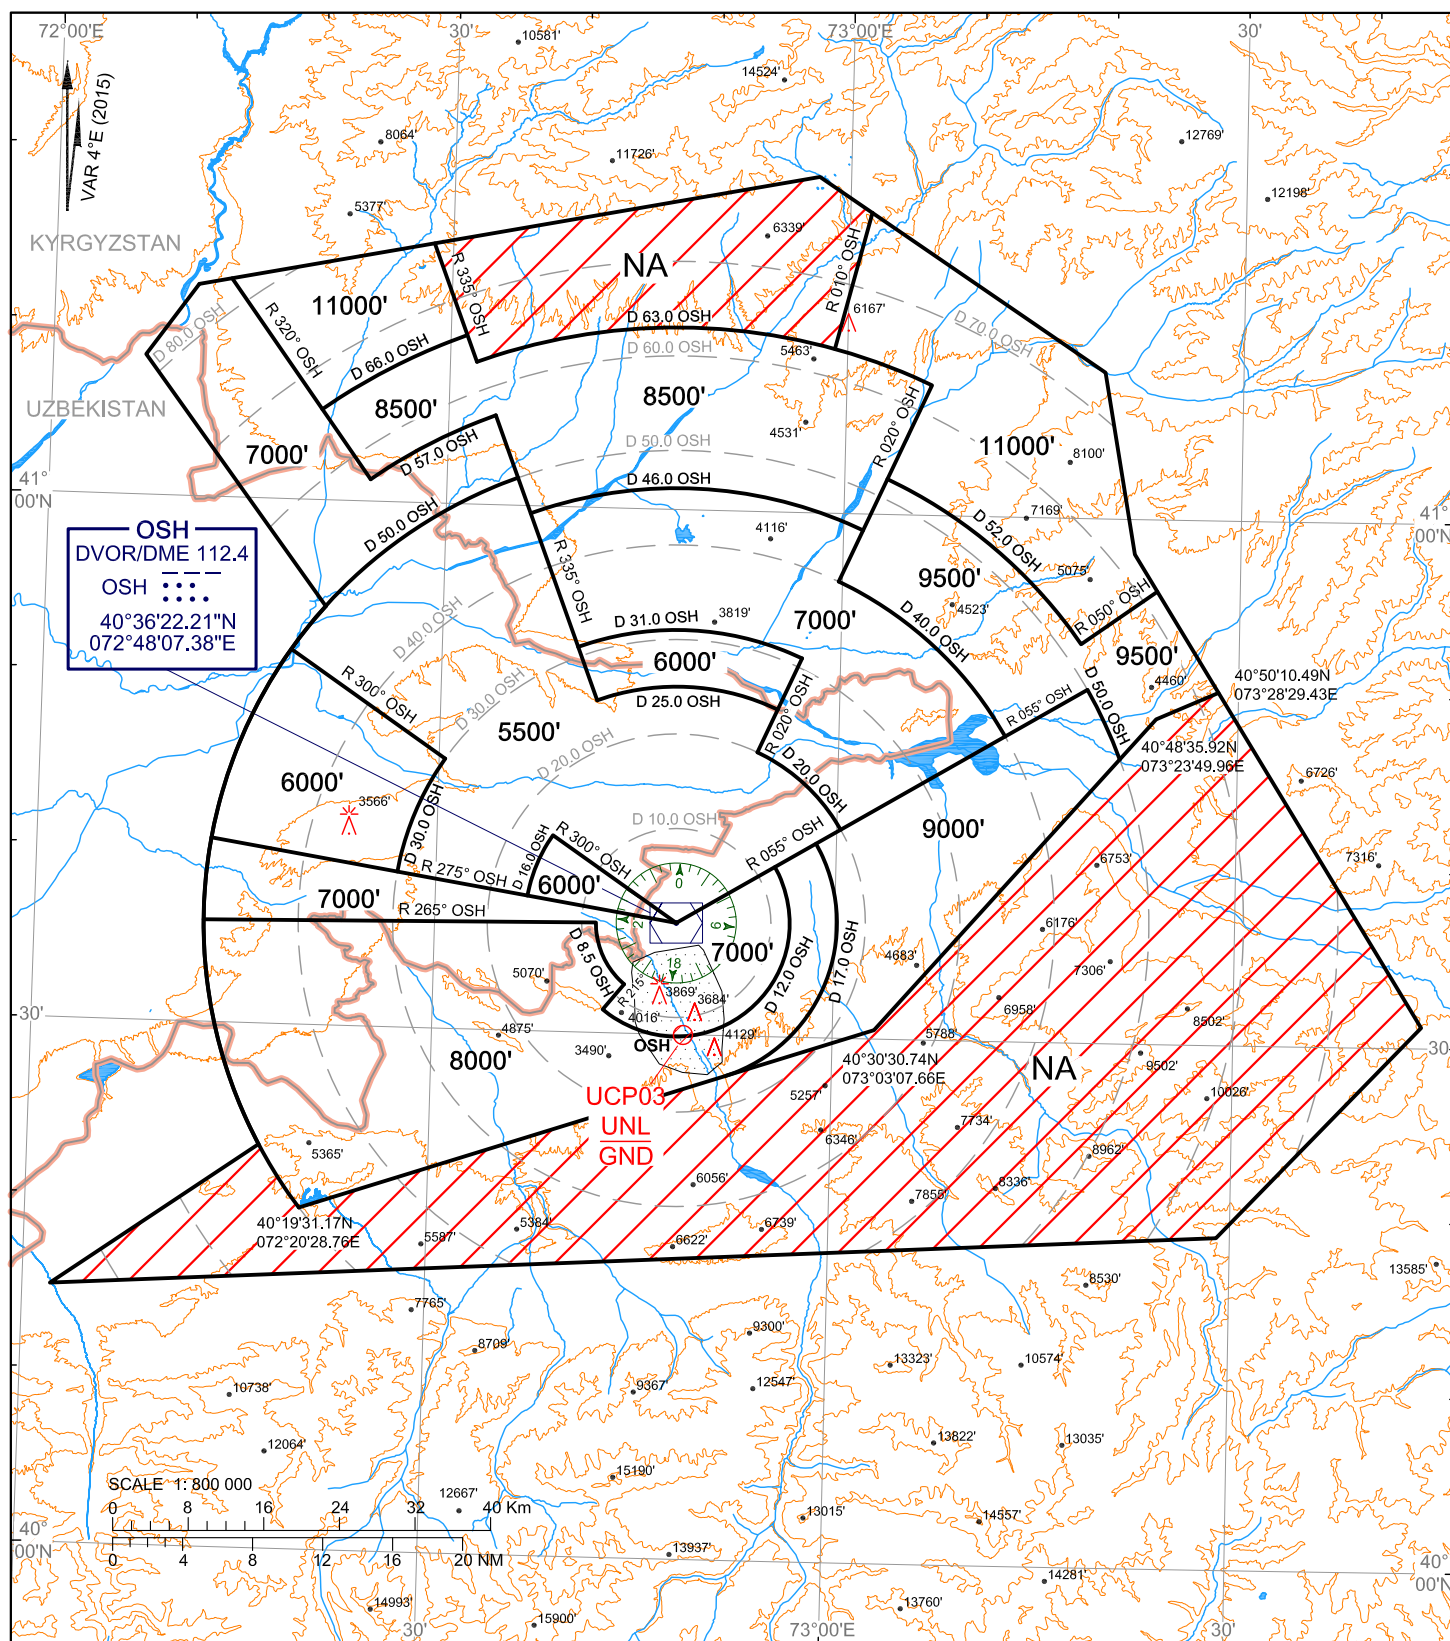 72°00'E
30'
73°00'E
30'
10581'
14524'
VAR 4°E (2015)
8064'
11726'
12769'
5377'
12198'
KYRGYZSTAN
6339'
NA
R 335° OSH
R 010° OSH
11000'
6167'
D 80.0 OSH
R 320° OSH
D 66.0 OSH
D 63.0 OSH
D 70.0 OSH
D 60.0 OSH
5463'
UZBEKISTAN
8500'
8500'
R 020° OSH
4531'
7000'
D 57.0 OSH
D 50.0 OSH
11000'
8100'
41°
00'N
D 50.0 OSH
D 46.0 OSH
D 52.0 OSH
7169'
41°
00'N
OSH
DVOR/DME 112.4
OSH
40°36'22.21"N
072°48'07.38"E
4116'
R 335° OSH
9500'
5075'
4523'
R 050° OSH
D 31.0 OSH
3819'
7000'
D 40.0 OSH
D 40.0 OSH
6000'
9500'
4460'
40°50'10.49N
073°28'29.43E
R 300° OSH
D 30.0 OSH
D 25.0 OSH
R 055° OSH
D 50.0 OSH
5500'
R 020° OSH
40°48'35.92N
073°23'49.96E
D 20.0 OSH
D 20.0 OSH
6000'
6726'
3566'
D 10.0 OSH
9000'
D 30.0 OSH
D 16.0 OSH
R 300° OSH
R 055° OSH
6753'
7316'
R 275° OSH
6000'
0
7000'
R 265° OSH
2
9
6176'
D 8.5 OSH
7000'
D 12.0 OSH
D 17.0 OSH
18
4683'
7306'
5070'
R 215°
3869'
3684'
6958'
8502'
30'
4016'
4875'
4129'
5788'
30'
3490'
OSH
8000'
40°30'30.74N
073°03'07.66E
9502'
NA
UCP03
UNL
GND
5257'
10026'
6346'
7734'
5365'
8962'
6056'
7855'
8336'
40°19'31.17N
072°20'28.76E
5587'
5384'
6622'
6739'
13585'
8530'
7765'
8709'
9300'
13323'
10574'
10738'
9367'
12547'
12064'
13822'
13035'
SCALE 1: 800 000
15190'
0 8 16 24 32 40 Km
12667'
13015'
14557'
40°
00'N
0 4 8 12 16 20 NM
13937'
40°
00'N
14281'
14993'
30'
15900'
73°00'E
13760'
30'